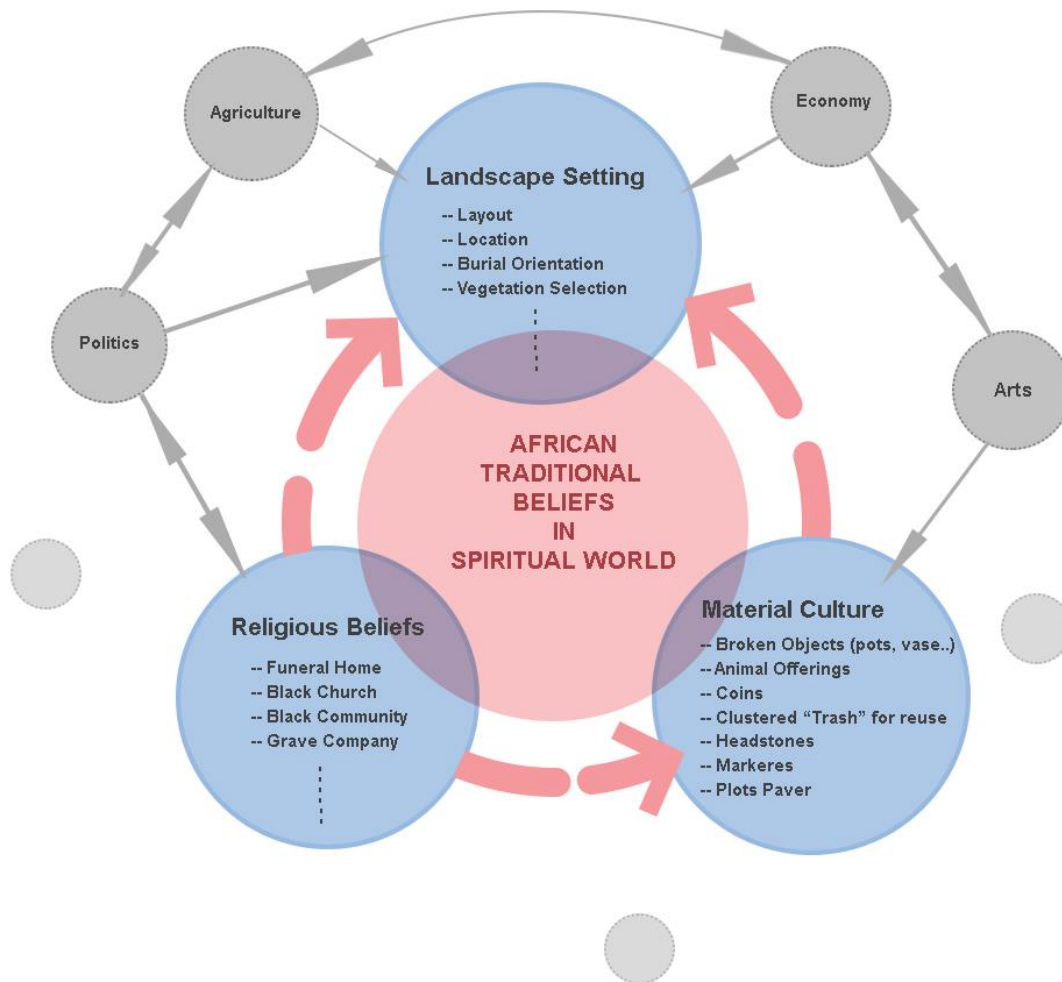 Agriculture
Economy
Landscape Setting
-- Layout
-- Location
-- Burial Orientation
-- Vegetation Selection
Politics
Arts
AFRICAN
TRADITIONAL
BELIEFS
IN
SPIRITUAL WORLD
Religious Beliefs
-- Funeral Home
-- Black Church
-- Black Community
-- Grave Company
Material Culture
-- Broken Objects (pots, vase..)
-- Animal Offerings
-- Coins
-- Clustered “Trash” for reuse
-- Headstones
-- Markeres
-- Plots Paver